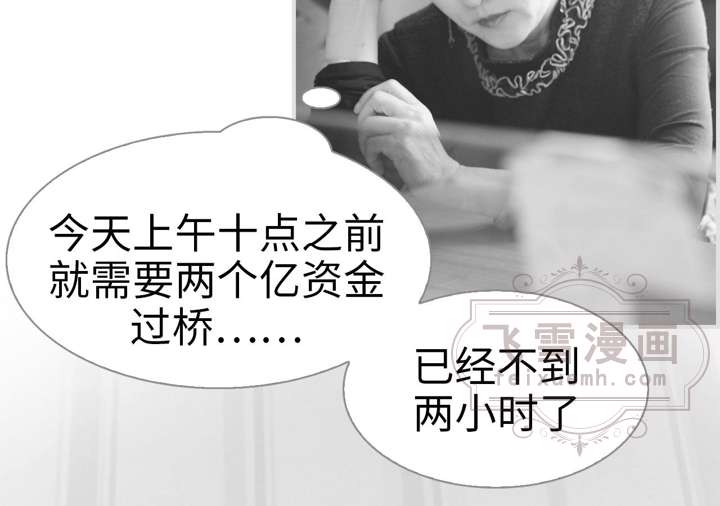 今天上午十点之前
就需要两个亿资金
过桥……
已经不到
两小时了
飞雪漫画
feixuemh.com